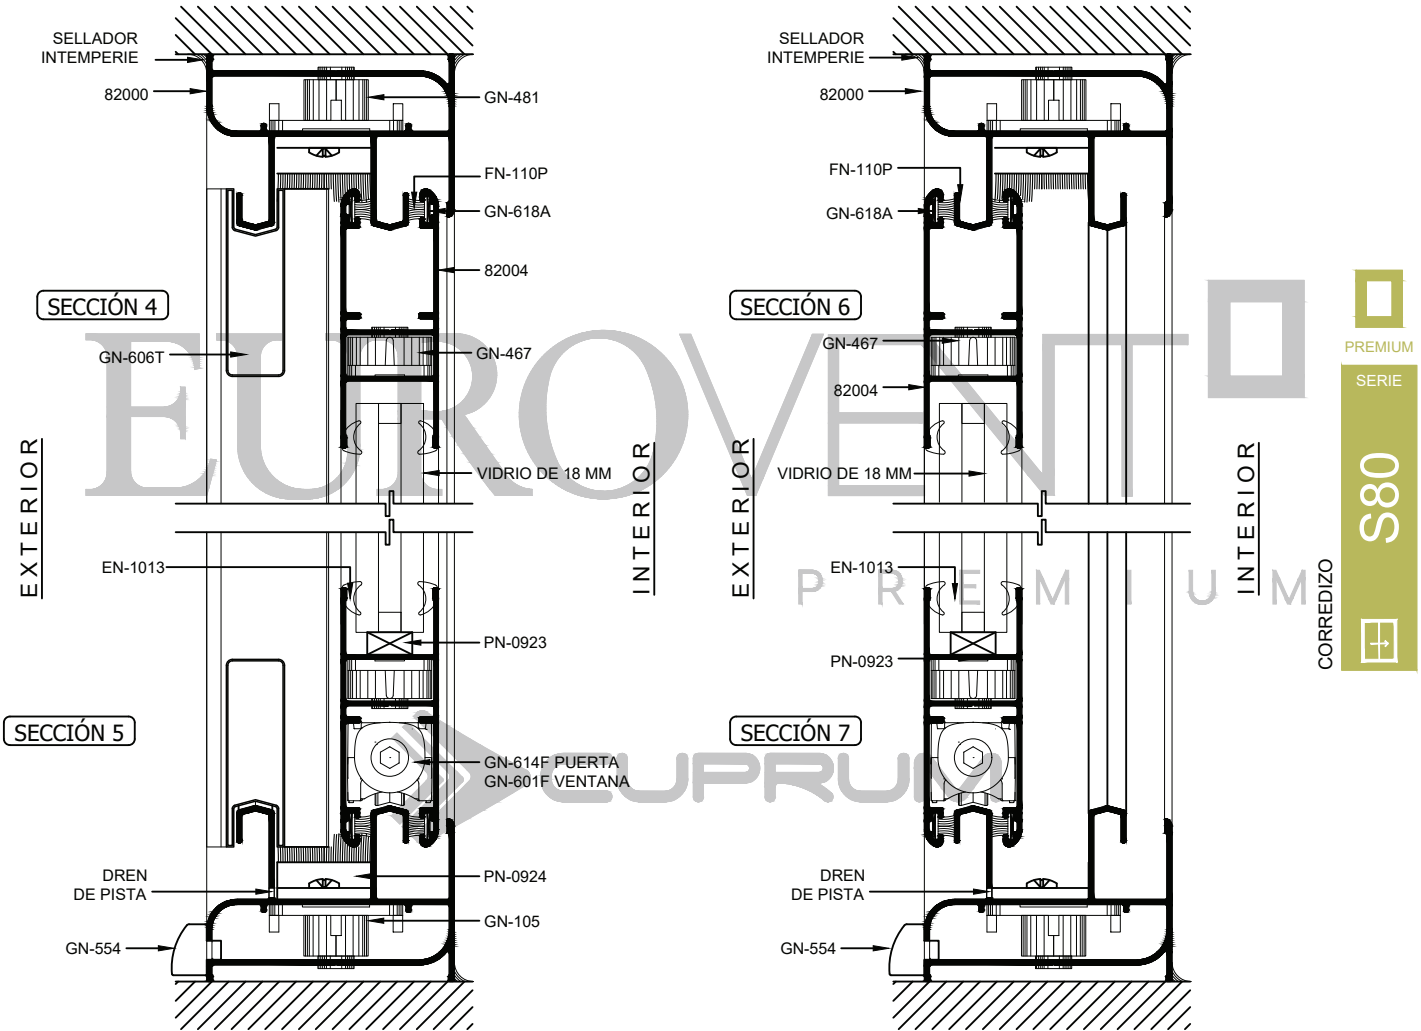 SELLADOR
INTEMPERIE
82000
GN-481
FN-110P
GN-618A
82004
SECCIÓN 4
GN-606T
GN-467
VIDRIO DE 18 MM
EXTERIOR
INTERIOR
EN-1013
PN-0923
SECCIÓN 5
GN-614F PUERTA
GN-601F VENTANA
DREN
DE PISTA
PN-0924
GN-105
GN-554
SELLADOR
INTEMPERIE
82000
FN-110P
GN-618A
SECCIÓN 6
GN-467
82004
VIDRIO DE 18 MM
EXTERIOR
INTERIOR
EN-1013
PN-0923
SECCIÓN 7
DREN
DE PISTA
GN-554
EUROVENT
PREMIUM
CUPRUM
PREMIUM
SERIE
S80
CORREDIZO